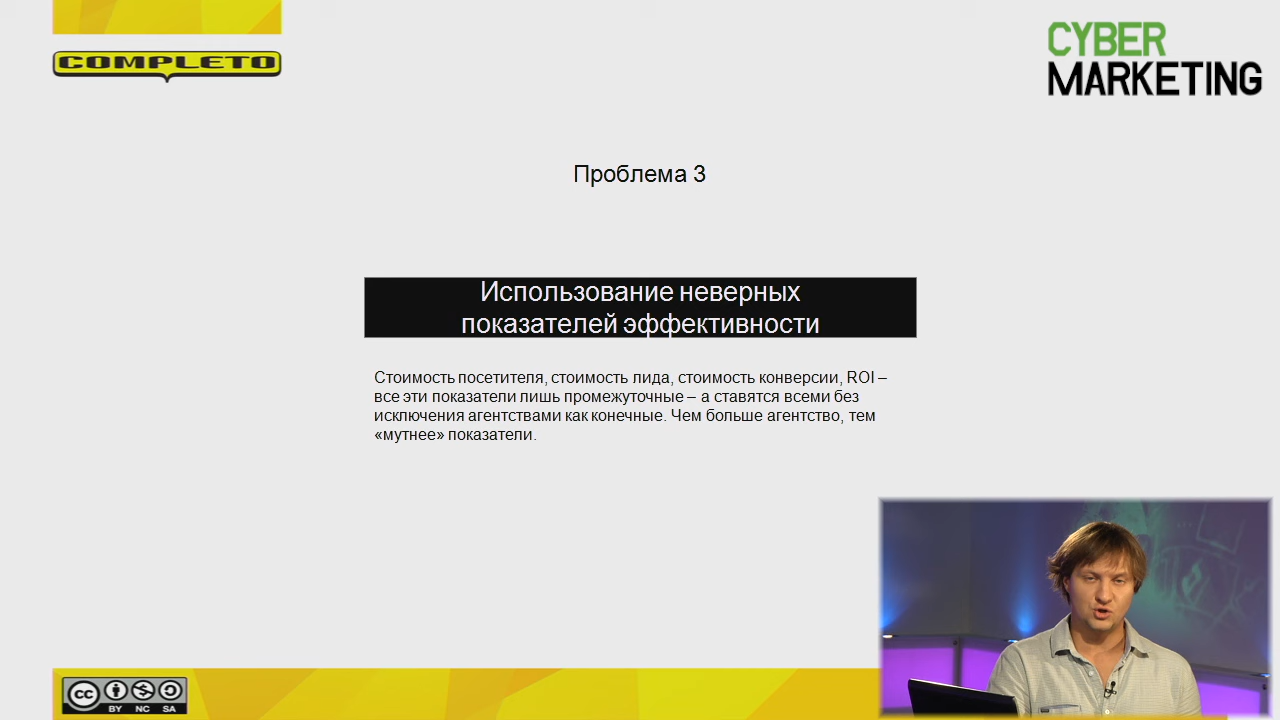 COMPLETO
CYBER
MARKETING
Проблема 3
Использование неверных
показателей эффективности
Стоимость посетителя, стоимость лида, стоимость конверсии, ROI –
все эти показатели лишь промежуточные – а ставятся всеми без
исключения агентствами как конечные. Чем больше агентство, тем
«мутнее» показатели.
cc
BY NC SA